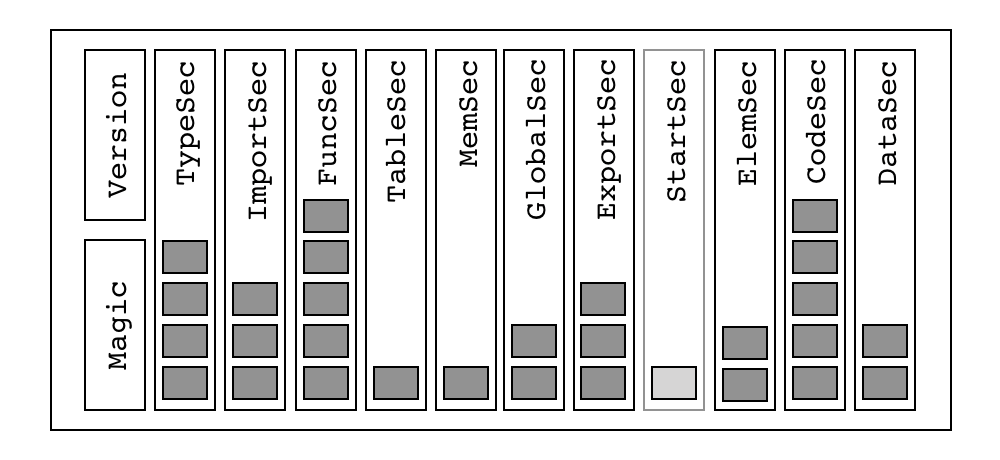 Version
Magic
TypeSec
ImportSec
FuncSec
TableSec
MemSec
GlobalSec
ExportSec
StartSec
ElemSec
CodeSec
DataSec